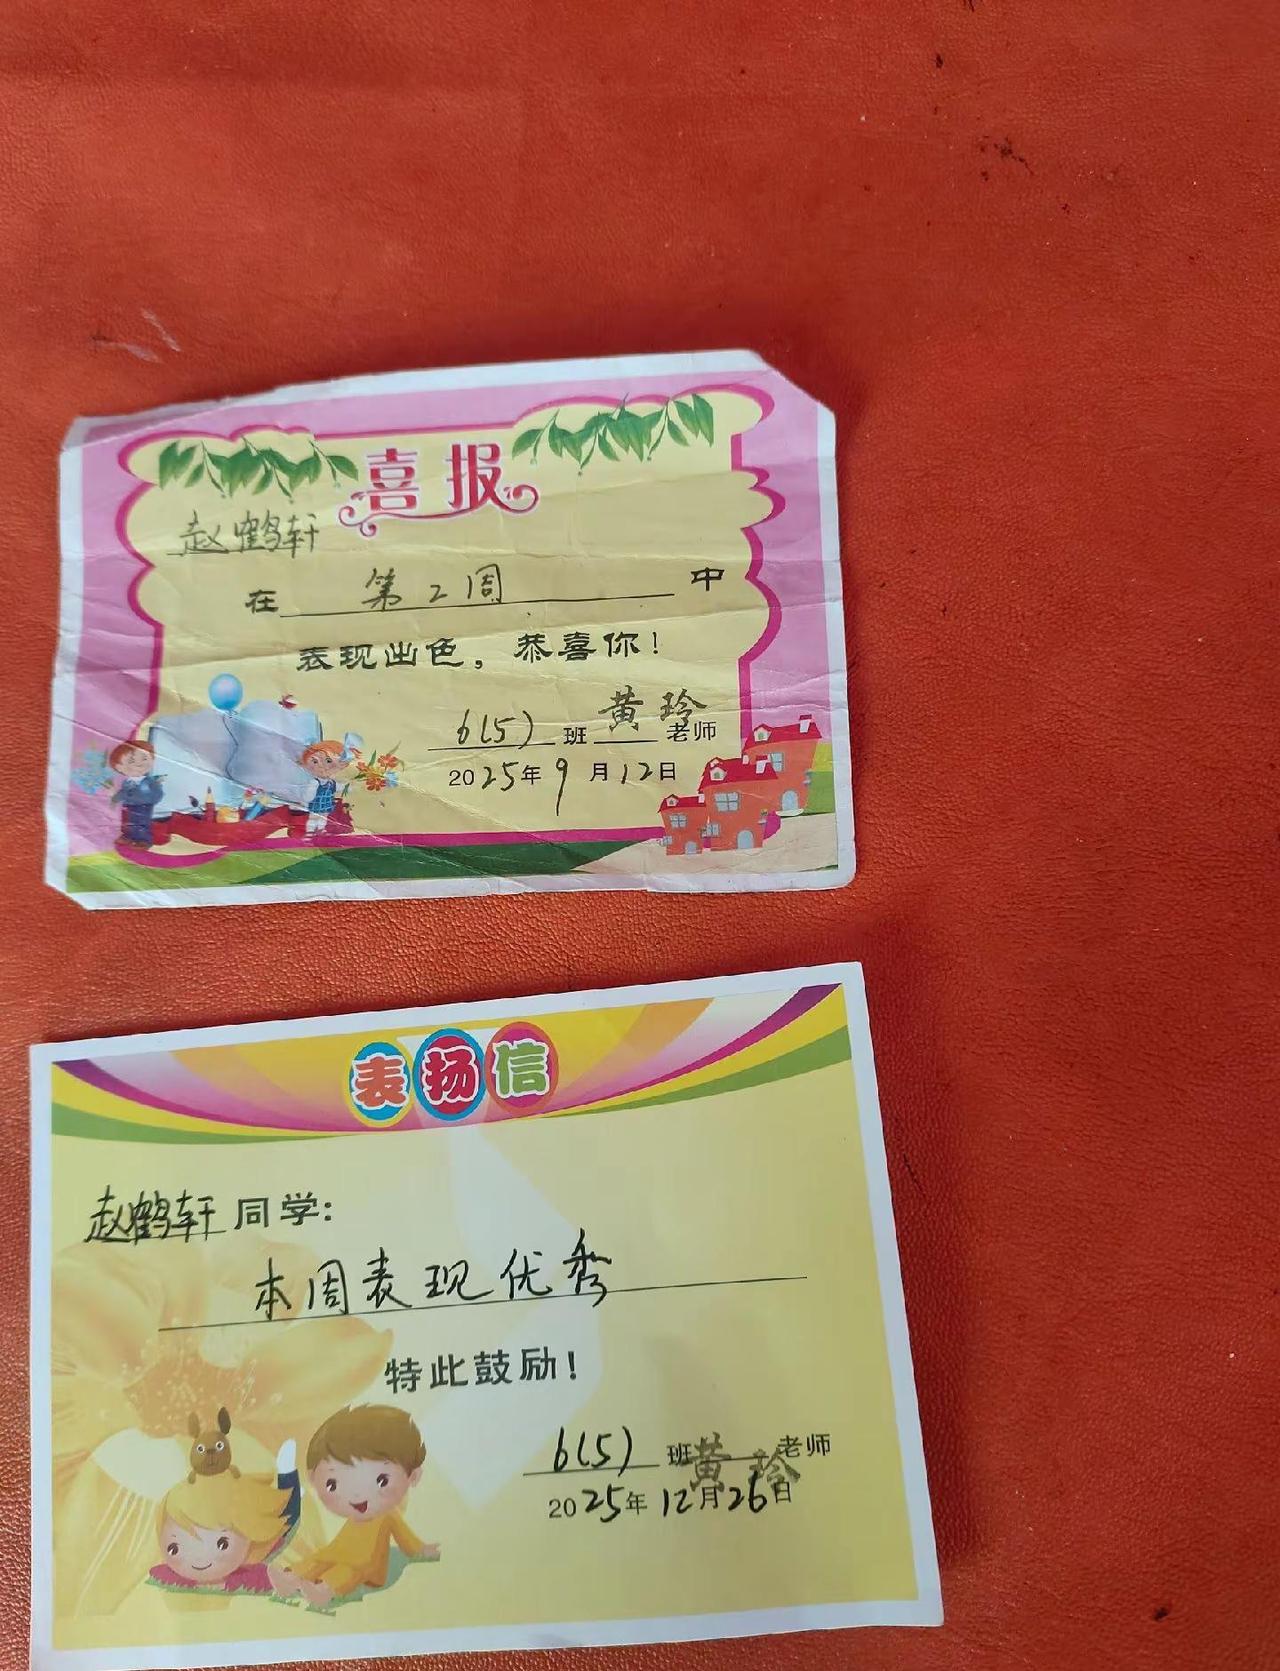 喜报
赵鹤轩
在 第2周 中
表现出色，恭喜你！
6(5) 班 黄玲 老师
2025年9月12日
表扬信
赵鹤轩 同学：
本周表现优秀
特此鼓励！
6(5) 班 黄玲 老师
2025年12月26日